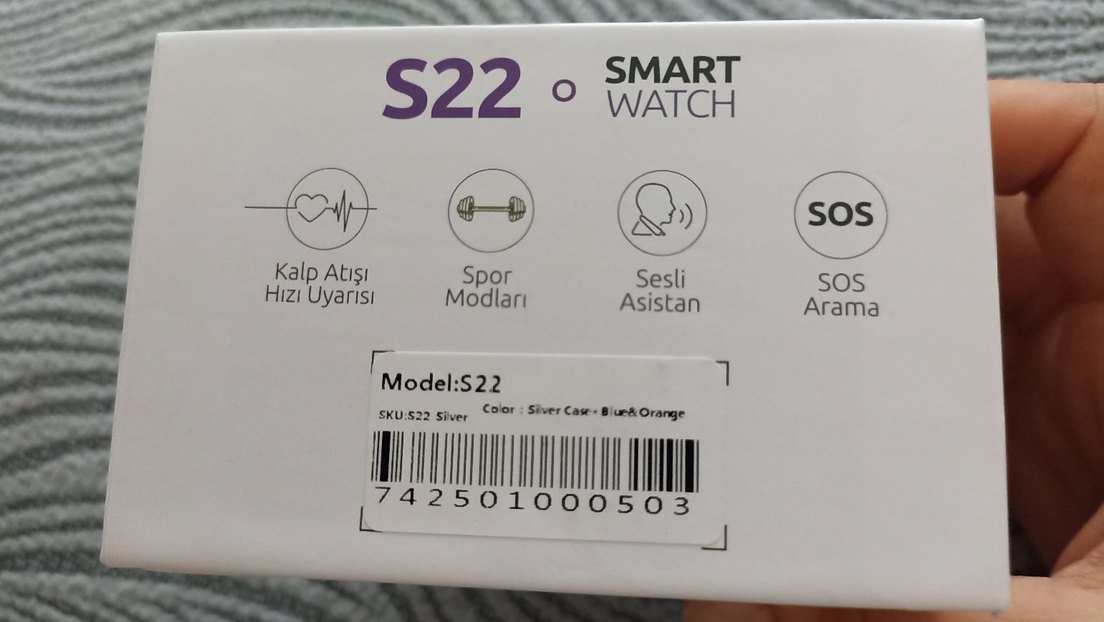 S22 SMART
WATCH
SOS
Kalp Atışı
Hızı Uyarısı
Spor
Modları
Sesli
Asistan
SOS
Arama
Model:S22
SKU:S22 Silver Color : Silver Case+ Blue&Orange
742501000503